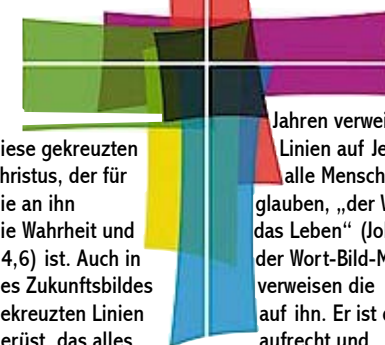 Jahren verwei
iese gekreuzten Linien auf Je
hristus, der für alle Mensch
ie an ihn glauben, „der W
ie Wahrheit und das Leben“ (Jo
4,6) ist. Auch in der Wort-Bild-M
es Zukunftsbildes verweisen die
ekreuzten Linien auf ihn. Er ist
erüst, das alles aufrecht und